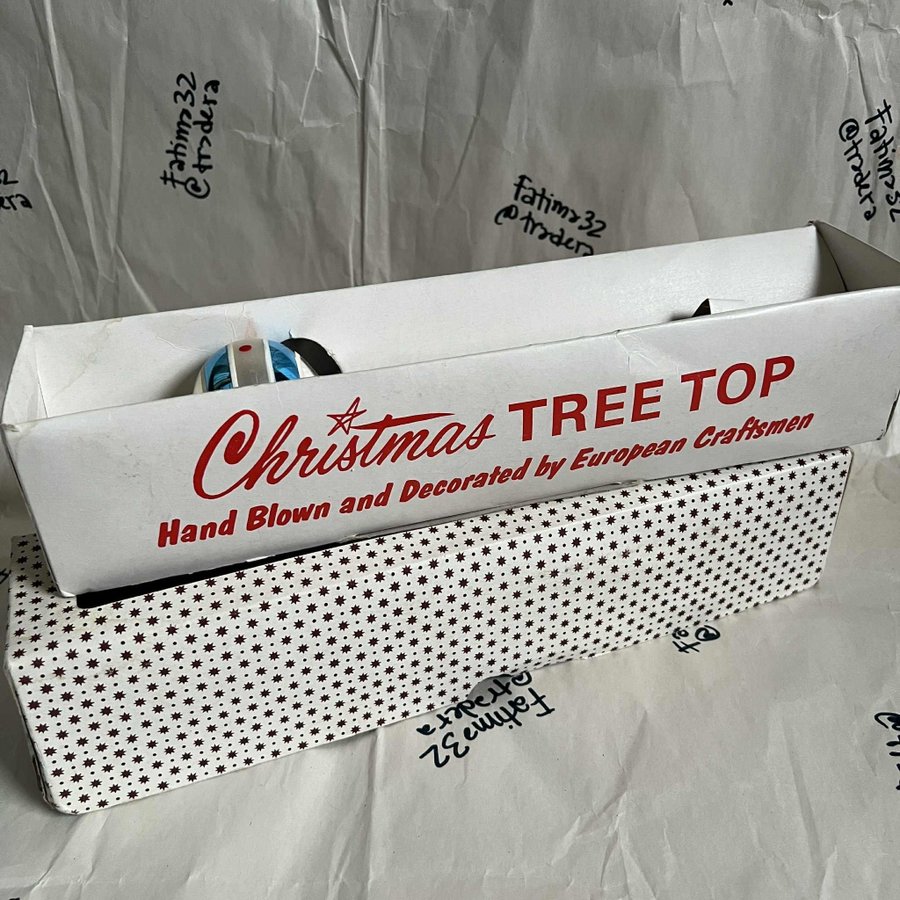 Fatima32
@tradera
Fatima32
@tradera
Fatima32
@tradera
Christmas TREE TOP
Hand Blown and Decorated by European Craftsmen
Fatima32
@tradera